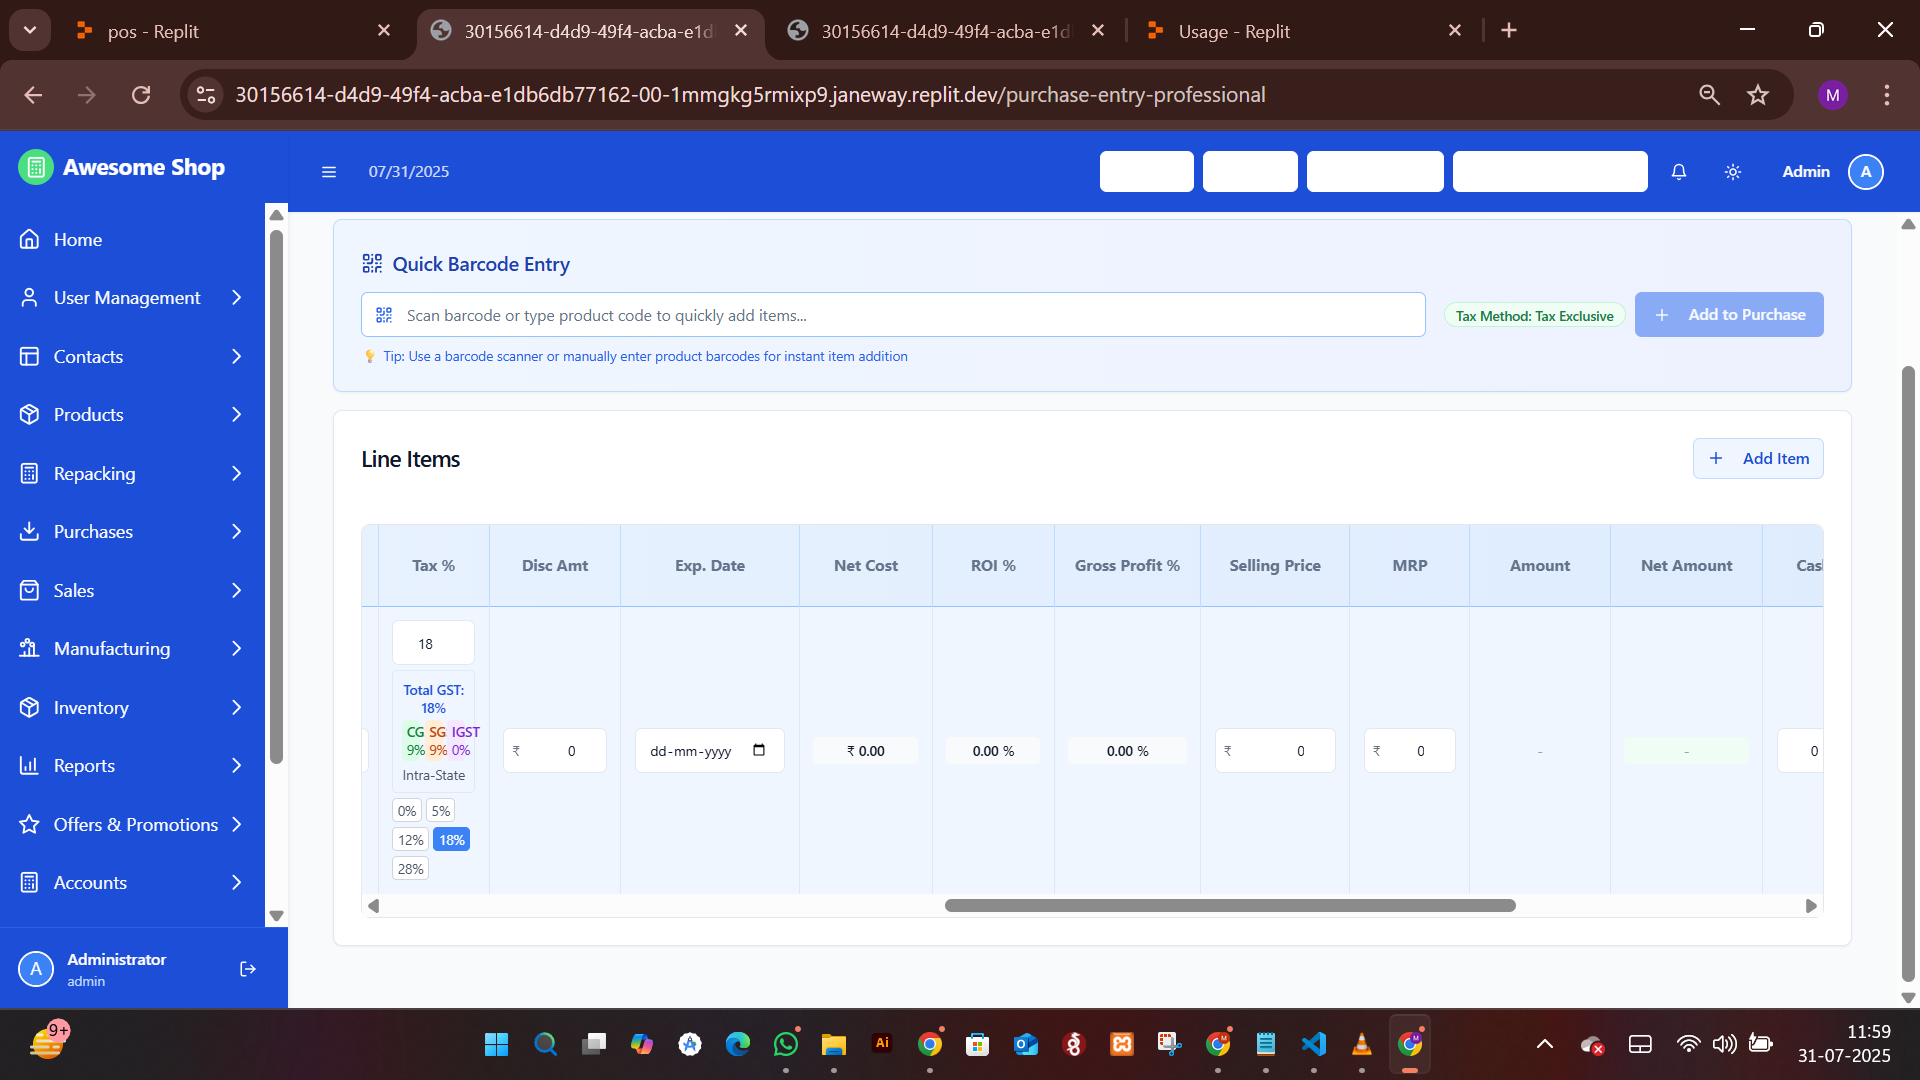 pos - Replit
30156614-d4d9-49f4-acba-e1d
30156614-d4d9-49f4-acba-e1d
Usage - Replit
30156614-d4d9-49f4-acba-e1db6db77162-00-1mmgkg5rmixp9.janeway.replit.dev/purchase-entry-professional
M
Awesome Shop
07/31/2025
Admin
A
Home
User Management
Contacts
Products
Repacking
Purchases
Sales
Manufacturing
Inventory
Reports
Offers & Promotions
Accounts
A
Administrator
admin
Quick Barcode Entry
Scan barcode or type product code to quickly add items...
Tax Method: Tax Exclusive
+ Add to Purchase
Tip: Use a barcode scanner or manually enter product barcodes for instant item addition
Line Items
+ Add Item
Tax % Disc Amt Exp. Date Net Cost ROI % Gross Profit % Selling Price MRP Amount Net Amount Cas
18
Total GST:
18%
CG SG IGST
9% 9% 0%
Intra-State
0% 5%
12% 18%
28%
₹ 0
dd-mm-yyyy
₹ 0.00
0.00 %
0.00 %
₹ 0
₹ 0
-
-
0
9+
Ai
11:59
31-07-2025